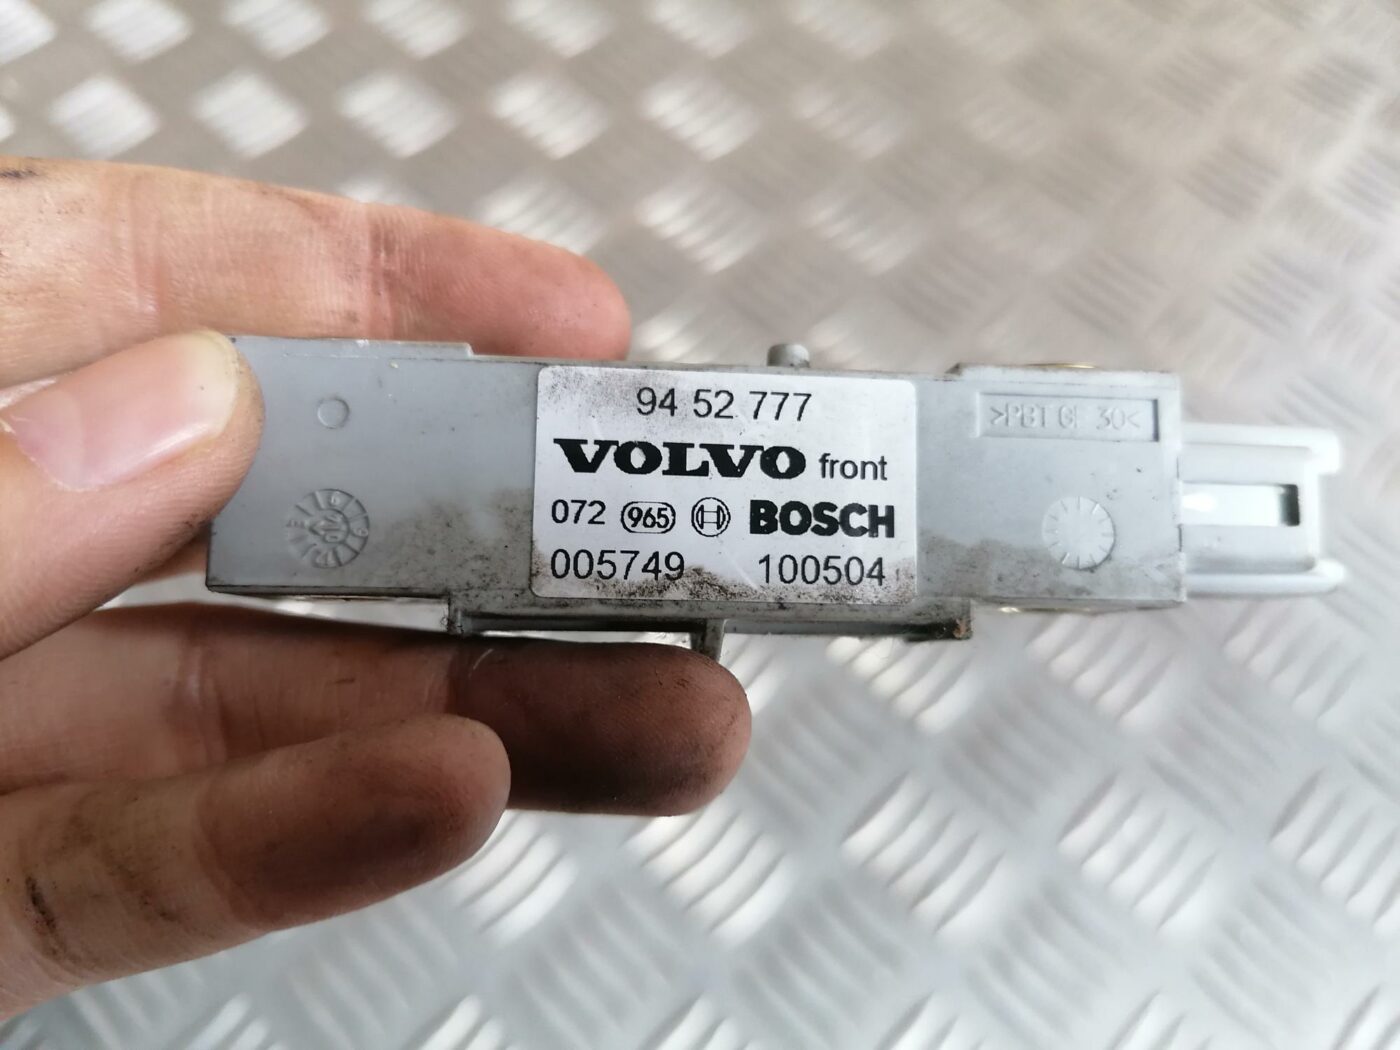 94 52 777
VOLVO front
072 965 BOSCH
005749 100504
>PBT GF 30<